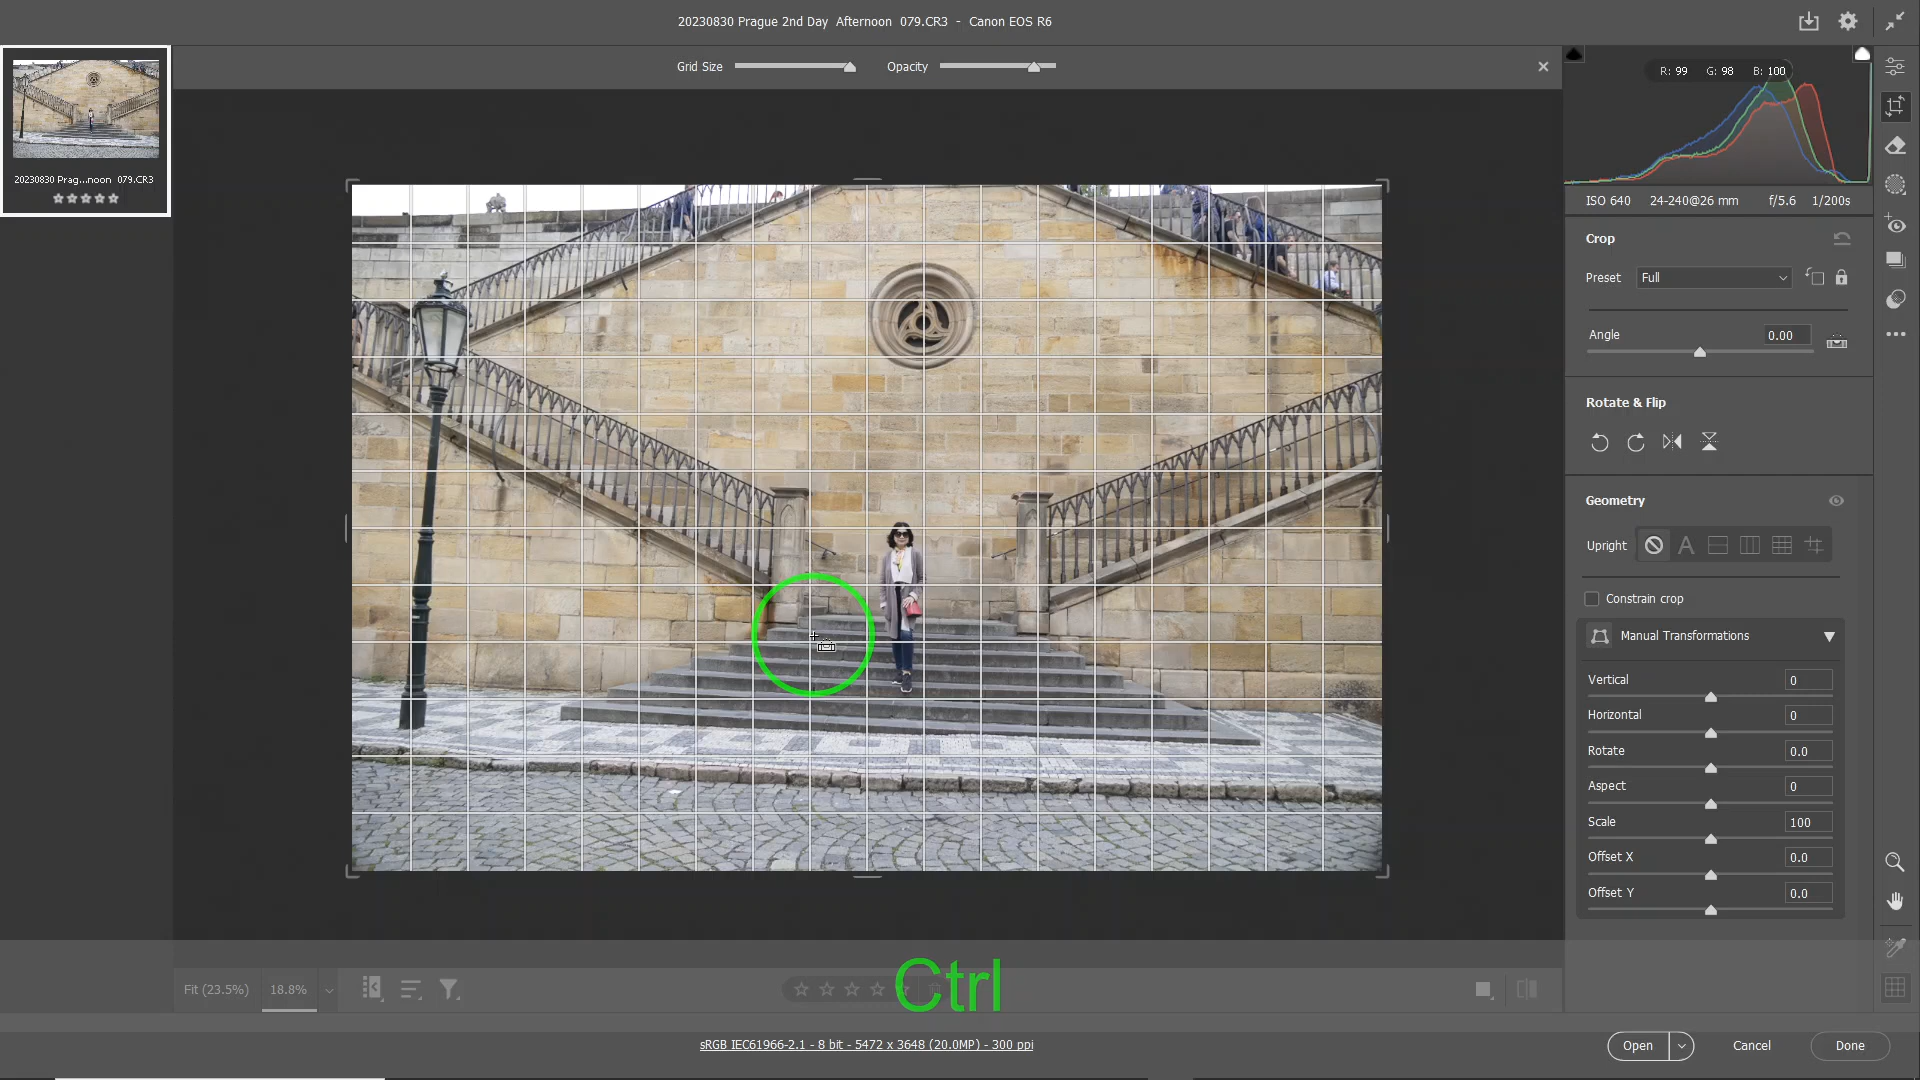 20230830 Prague 2nd Day Afternoon 079.CR3 - Canon EOS R6
20230830 Prag...noon 079.CR3
Grid Size
Opacity
R: 99 G: 98 B: 100
ISO 640 24-240@26 mm f/5.6 1/200s
Crop
Preset Full
Angle 0.00
Rotate & Flip
Geometry
Upright A
Constrain crop
Manual Transformations
Vertical 0
Horizontal 0
Rotate 0.0
Aspect 0
Scale 100
Offset X 0.0
Offset Y 0.0
Fit (23.5%) 18.8%
Ctrl
sRGB IEC61966-2.1 - 8 bit - 5472 x 3648 (20.0MP) - 300 ppi
Open Cancel Done